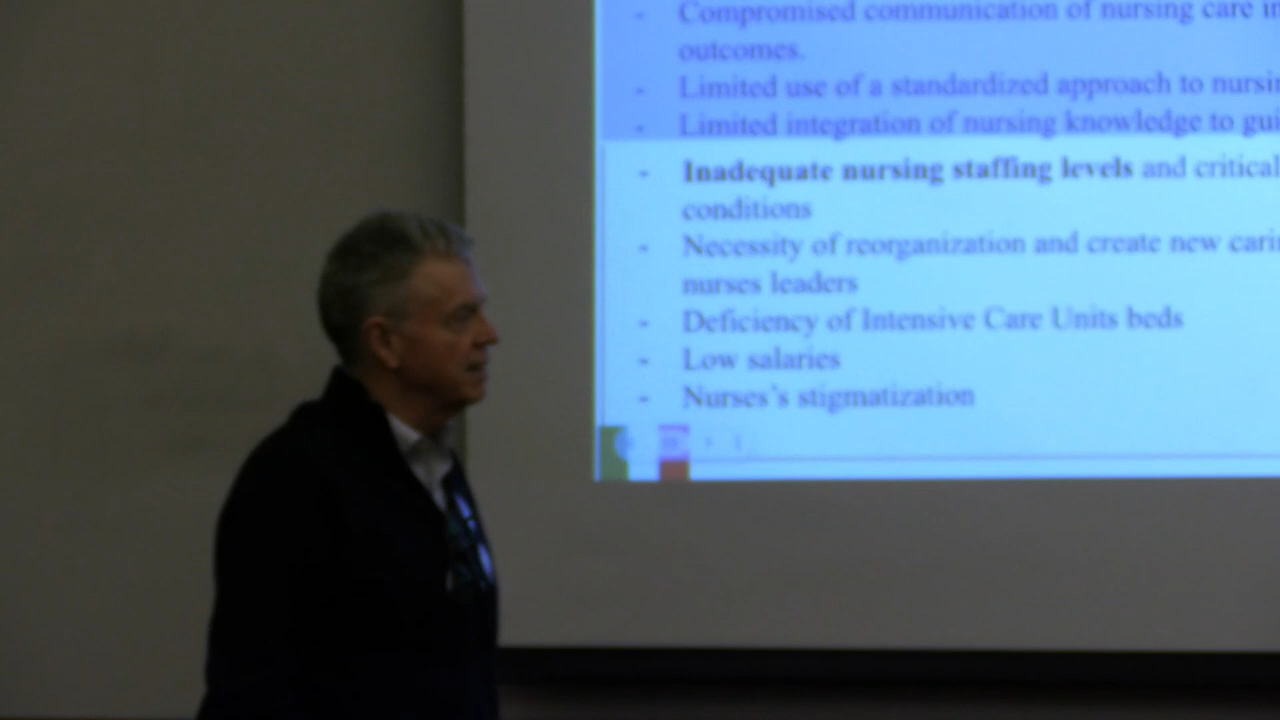 - Compromised communication of nursing care
outcomes.
- Limited use of a standardized approach to
- Limited integration of nursing knowledge to
- Inadequate nursing staffing levels and critical
conditions
- Necessity of reorganization and create new
nurses leaders
- Deficiency of Intensive Care Units beds
- Low salaries
- Nurses's stigmatization